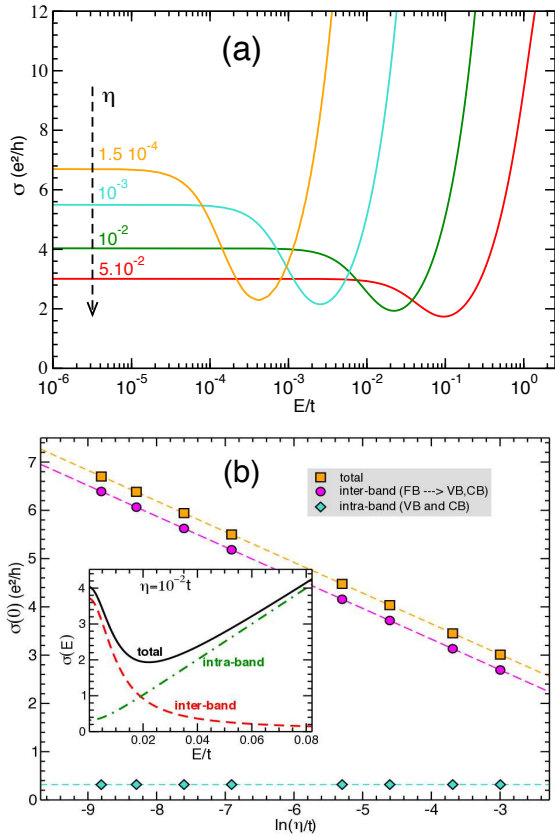 12
10
8
6
4
2
0
σ (e²/h)
(a)
η
1.5 10⁻⁴
10⁻³
10⁻²
5.10⁻²
10⁻⁶ 10⁻⁵ 10⁻⁴ 10⁻³ 10⁻² 10⁻¹ 10⁰
E/t
(b)
7
6
5
4
3
2
1
0
σ(0) (e²/h)
total
inter-band (FB ---> VB,CB)
intra-band (VB and CB)
η=10⁻²t
4
3
2
1
0
σ(E)
total
intra-band
inter-band
0.02 0.04 0.06 0.08
E/t
-9 -8 -7 -6 -5 -4 -3
ln(η/t)